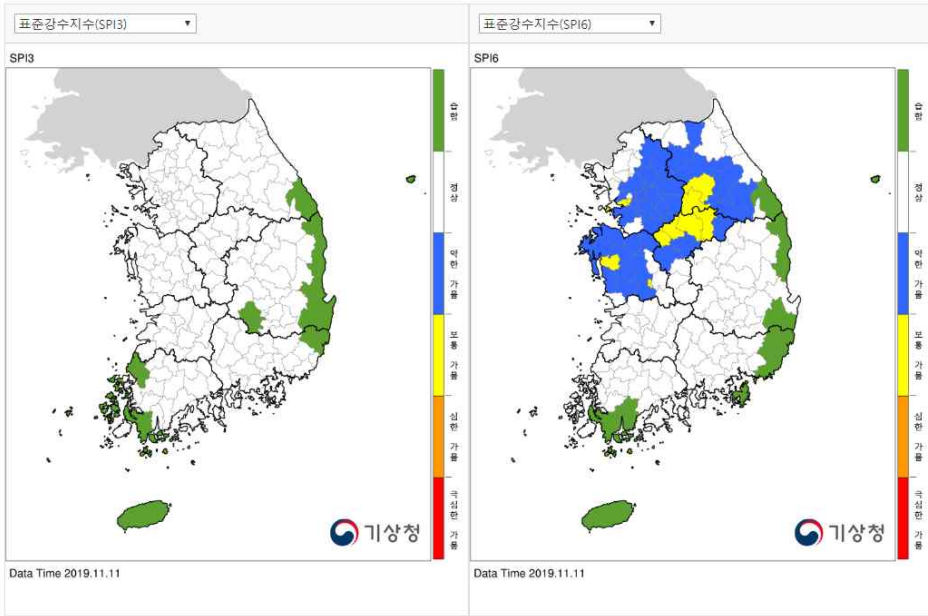 표준강수지수(SPI3)
표준강수지수(SPI6)
SPI3
습함
정상
약한 가뭄
보통 가뭄
심한 가뭄
극심한 가뭄
기상청
Data Time 2019.11.11
SPI6
습함
정상
약한 가뭄
보통 가뭄
심한 가뭄
극심한 가뭄
기상청
Data Time 2019.11.11